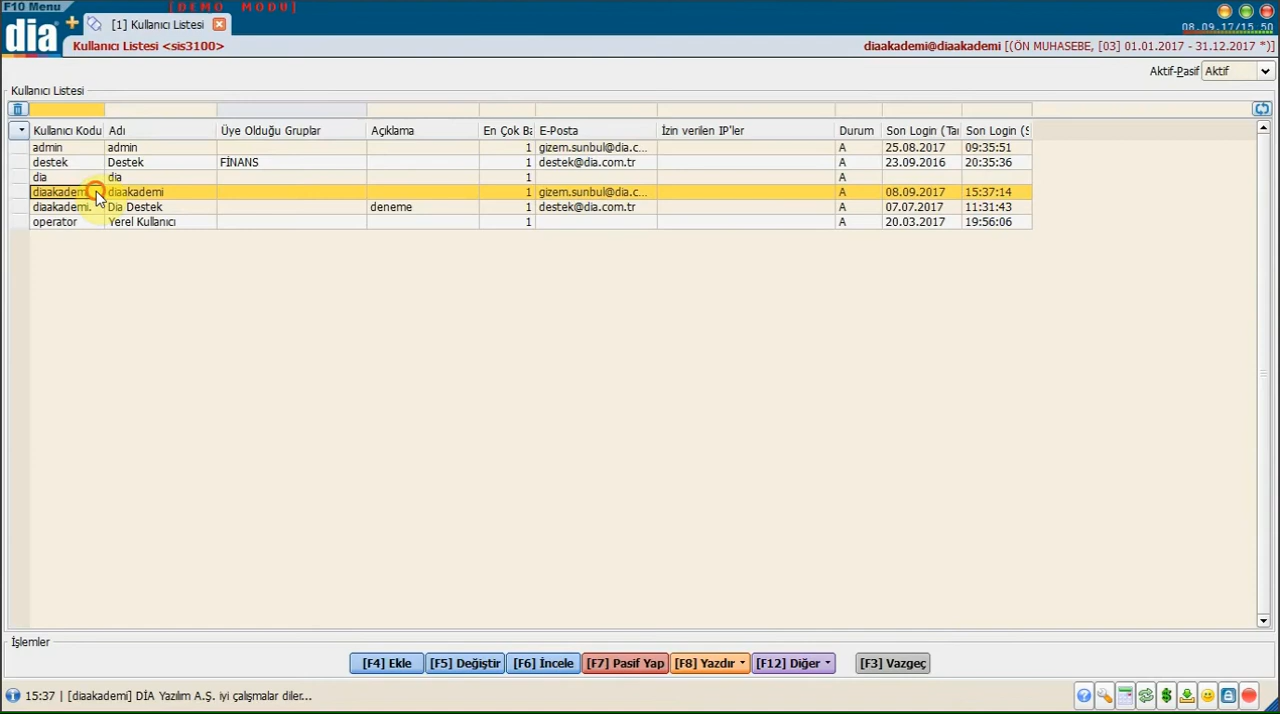 F10 Menu
[DEMO MODU]
dia
[1] Kullanıcı Listesi
08.09.17/15.50
Kullanıcı Listesi <sis3100>
diaakademi@diaakademi [(ÖN MUHASEBE, [03] 01.01.2017 - 31.12.2017 *)]
Aktif-Pasif Aktif
Kullanıcı Listesi
Kullanıcı Kodu Adı Üye Olduğu Gruplar Açıklama En Çok Ba E-Posta İzin verilen IP'ler Durum Son Login (Tar Son Login (S
admin admin 1 gizem.sunbul@dia.c... A 25.08.2017 09:35:51
destek Destek FİNANS 1 destek@dia.com.tr A 23.09.2016 20:35:36
dia dia 1 A
diaakademi diaakademi 1 gizem.sunbul@dia.c... A 08.09.2017 15:37:14
diaakademi. Dia Destek deneme 1 destek@dia.com.tr A 07.07.2017 11:31:43
operator Yerel Kullanıcı 1 A 20.03.2017 19:56:06
İşlemler
[F4] Ekle [F5] Değiştir [F6] İncele [F7] Pasif Yap [F8] Yazdır [F12] Diğer [F3] Vazgeç
15:37 | [diaakademi] DİA Yazılım A.Ş. iyi çalışmalar diler...